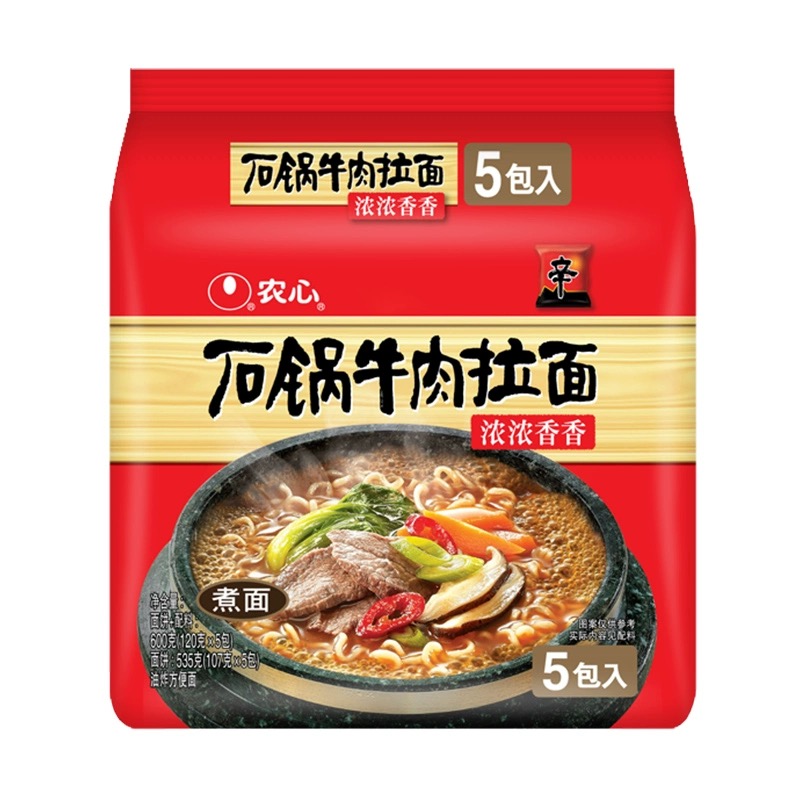 石锅牛肉拉面
浓浓香香
5包入
辛
农心
石锅牛肉拉面
浓浓香香
煮面
净含量:
面饼+配料:
600克(120克×5包)
面饼:535克(107克×5包)
油炸方便面
图案仅供参考
实际内容见配料
5包入